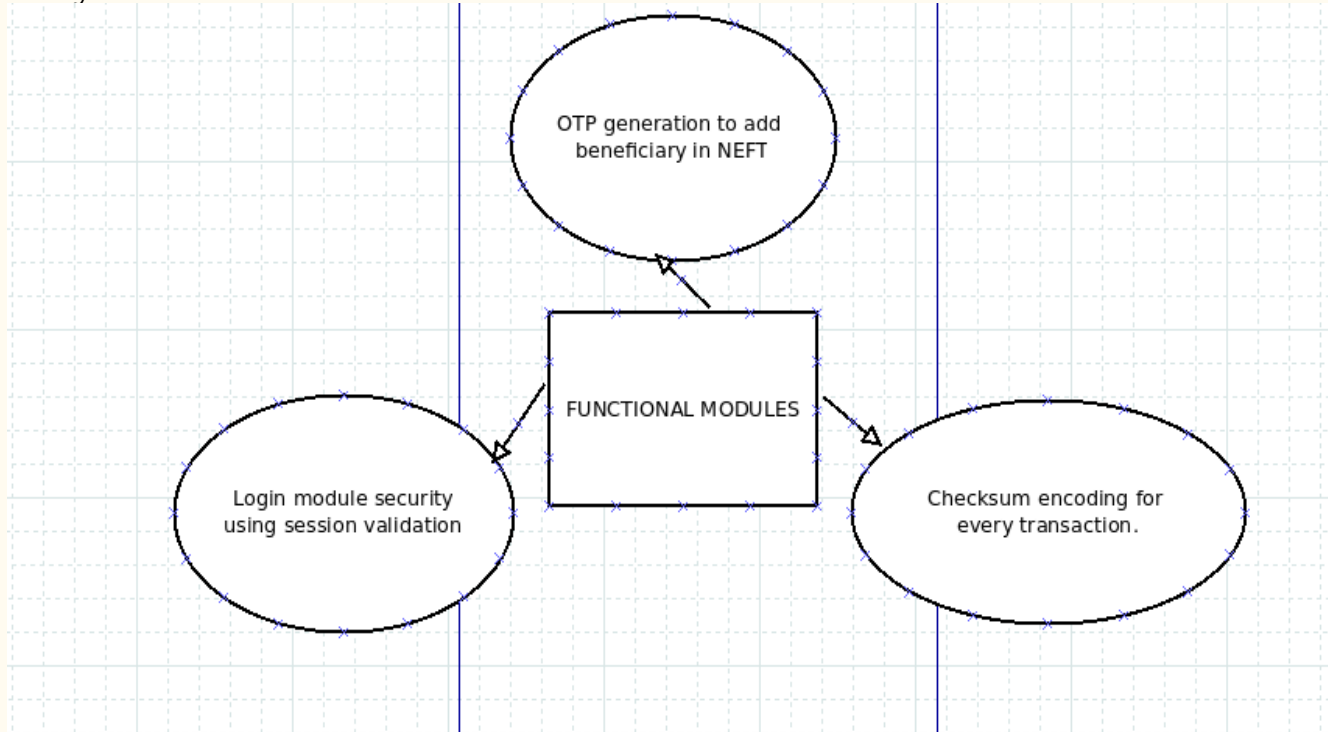 OTP generation to add
beneficiary in NEFT
FUNCTIONAL MODULES
Login module security
using session validation
Checksum encoding for
every transaction.